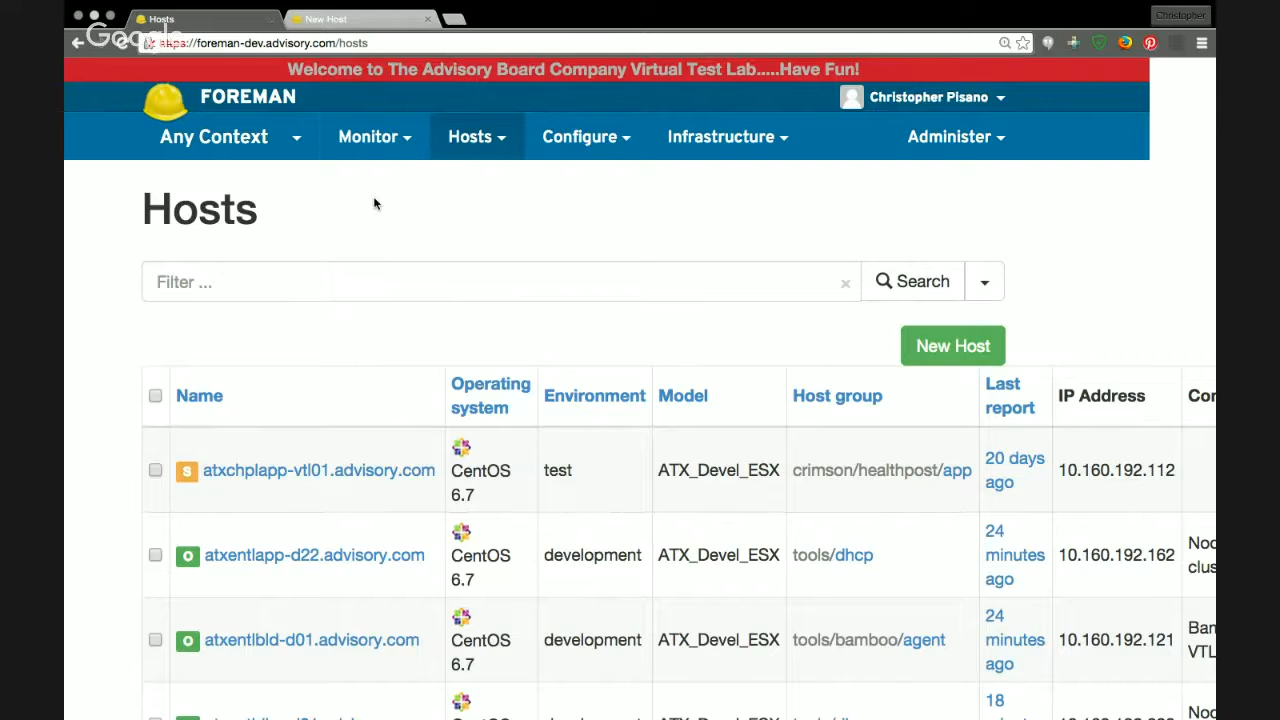 Hosts
New Host
Christopher
Google
https://foreman-dev.advisory.com/hosts
Welcome to The Advisory Board Company Virtual Test Lab.....Have Fun!
FOREMAN
Christopher Pisano
Any Context
Monitor
Hosts
Configure
Infrastructure
Administer
Hosts
Filter ...
Search
New Host
Name
Operating system
Environment
Model
Host group
Last report
IP Address
S
atxchplapp-vtl01.advisory.com
CentOS 6.7
test
ATX_Devel_ESX
crimson/healthpost/app
20 days ago
10.160.192.112
O
atxentlapp-d22.advisory.com
CentOS 6.7
development
ATX_Devel_ESX
tools/dhcp
24 minutes ago
10.160.192.162
O
atxentlbld-d01.advisory.com
CentOS 6.7
development
ATX_Devel_ESX
tools/bamboo/agent
24 minutes ago
10.160.192.121
VTL
18